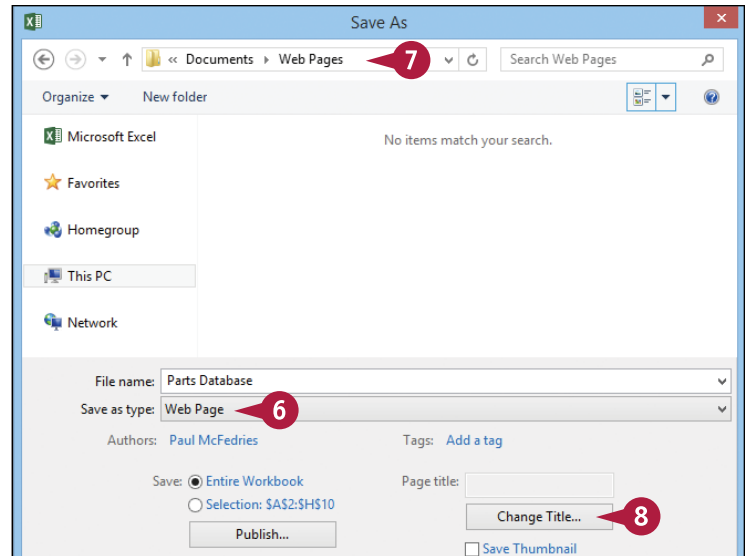 Save As
« Documents Web Pages 7 Search Web Pages
Organize New folder
Microsoft Excel
No items match your search.
Favorites
Homegroup
This PC
Network
File name: Parts Database
Save as type: Web Page 6
Authors: Paul McFedries Tags: Add a tag
Save: Entire Workbook Page title:
Selection: $A$2:$H$10
Change Title... 8
Publish...
Save Thumbnail